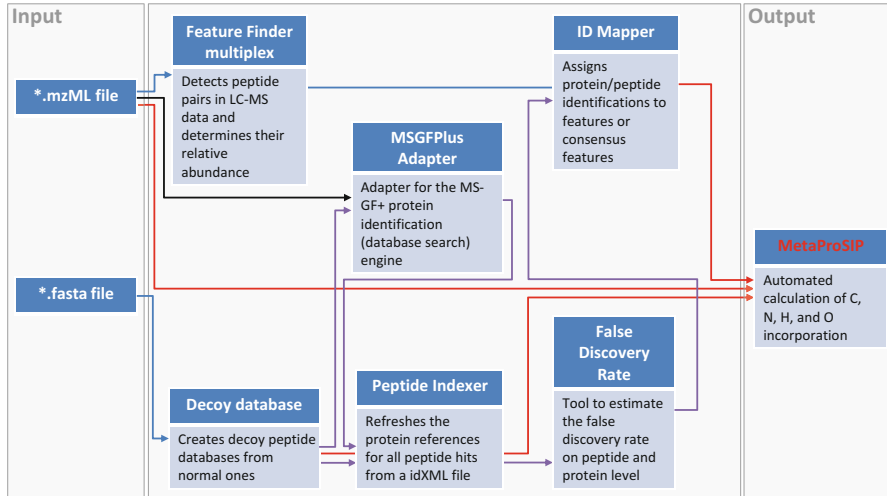 Input
Output
*.mzML file
*.fasta file
Feature Finder
multiplex
Detects peptide
pairs in LC-MS
data and
determines their
relative
abundance
MSGFPlus
Adapter
Adapter for the MS-
GF+ protein
identification
(database search)
engine
ID Mapper
Assigns
protein/peptide
identifications to
features or
consensus
features
Decoy database
Creates decoy peptide
databases from
normal ones
Peptide Indexer
Refreshes the
protein references
for all peptide hits
from a idXML file
False
Discovery
Rate
Tool to estimate
the false
discovery rate
on peptide and
protein level
MetaProSIP
Automated
calculation of C,
N, H, and O
incorporation